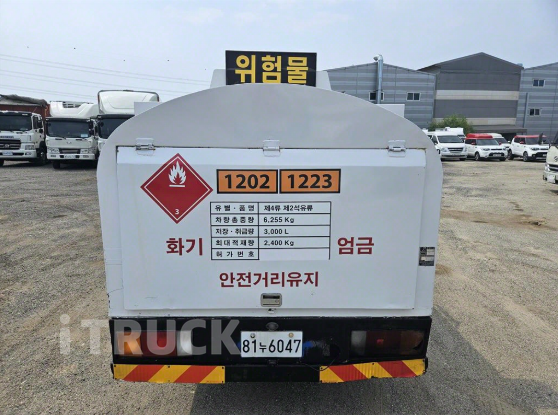 위험물
1202 1223
3
유별·품명 제4류 제2석유류
차량총중량 6,255 Kg
저장·취급량 3,000 L
최대적재량 2,400 Kg
허가번호
화기 엄금
안전거리유지
iTRUCK
81누6047